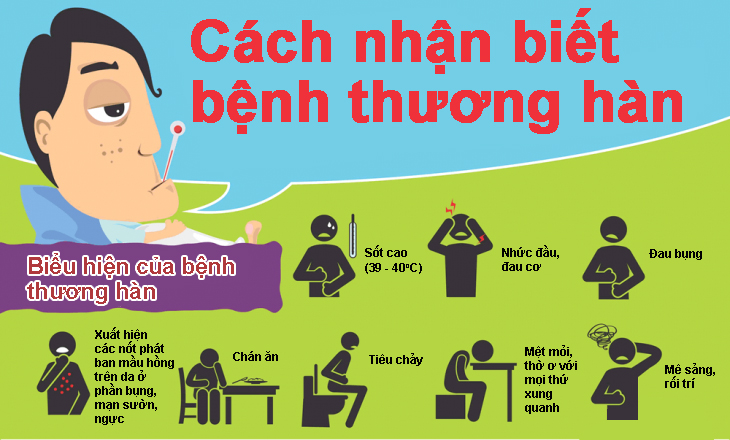 Cách nhận biết
bệnh thương hàn
Biểu hiện của bệnh
thương hàn
Sốt cao
(39 - 40ºC)
Nhức đầu,
đau cơ
Đau bụng
Xuất hiện
các nốt phát
ban mầu hồng
trên da ở
phần bụng,
mạn sườn,
ngực
Chán ăn
Tiêu chảy
Mệt mỏi,
thờ ơ với
mọi thứ
xung
quanh
Mê sảng,
rối trí